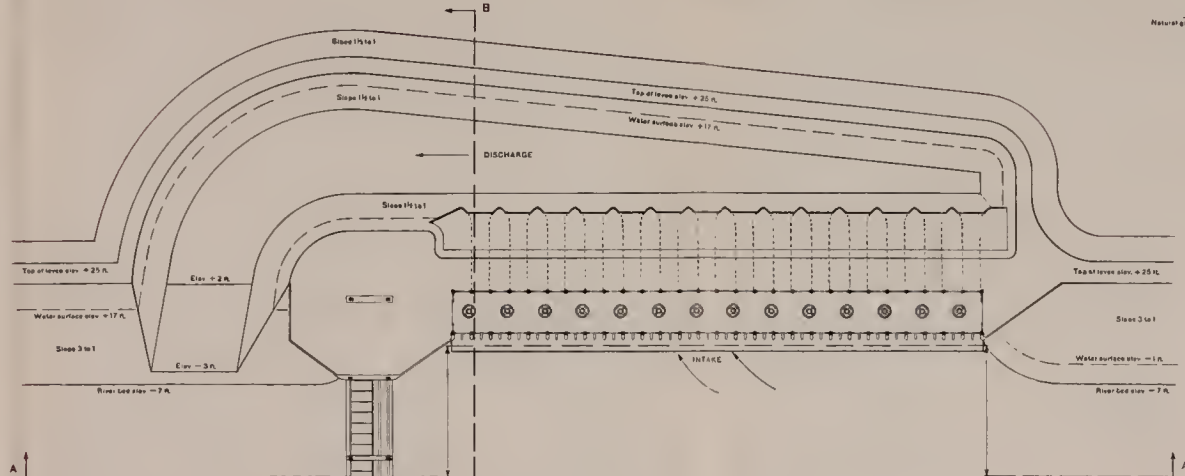 B
Natural g
Slope 1½ to 1
Top of levee elev. + 25 ft.
Slope 1½ to 1
Water surface elev. + 17 ft.
DISCHARGE
Slope 1½ to 1
Top of levee elev. + 25 ft.
Elev. + 2 ft.
Top of levee elev. + 25 ft.
Water surface elev. + 17 ft.
Slope 3 to 1
Slope 3 to 1
INTAKE
Water surface elev. − 1 ft.
Elev. − 3 ft.
River bed elev. − 7 ft.
River bed elev. − 7 ft.
A
A